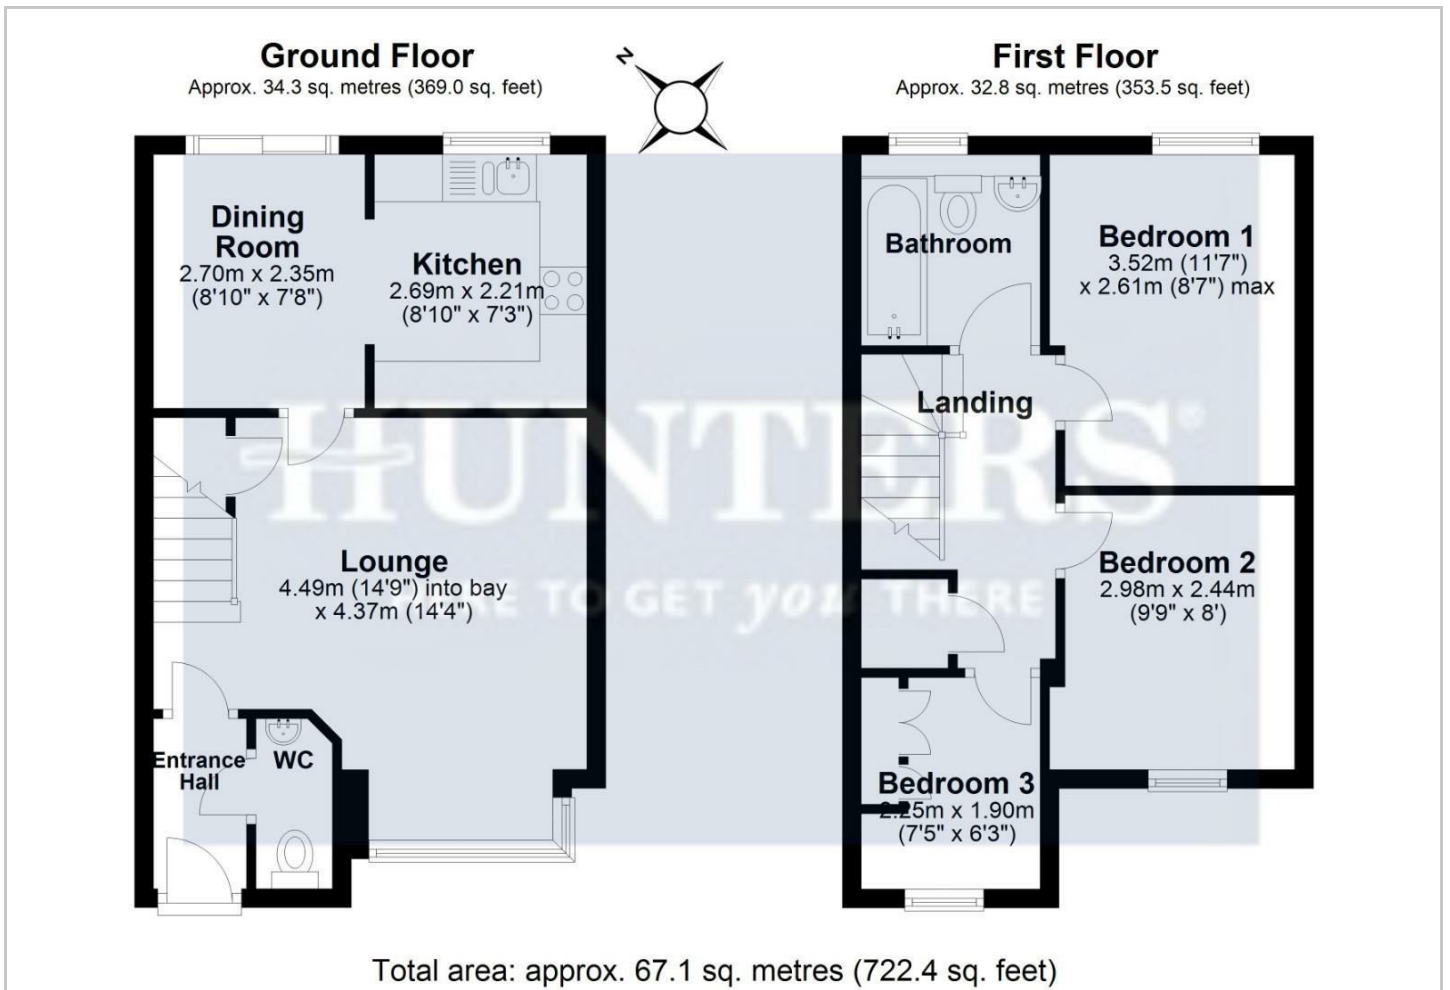 Ground Floor
Approx. 34.3 sq. metres (369.0 sq. feet)
N
First Floor
Approx. 32.8 sq. metres (353.5 sq. feet)
Dining
Room
2.70m x 2.35m
(8'10" x 7'8")
Kitchen
2.69m x 2.21m
(8'10" x 7'3")
Bathroom
Bedroom 1
3.52m (11'7")
x 2.61m (8'7") max
Landing
HUNTERS®
Lounge
4.49m (14'9") into bay
x 4.37m (14'4")
Bedroom 2
2.98m x 2.44m
(9'9" x 8')
TO GET you THERE
Entrance
Hall
WC
Bedroom 3
2.25m x 1.90m
(7'5" x 6'3")
Total area: approx. 67.1 sq. metres (722.4 sq. feet)